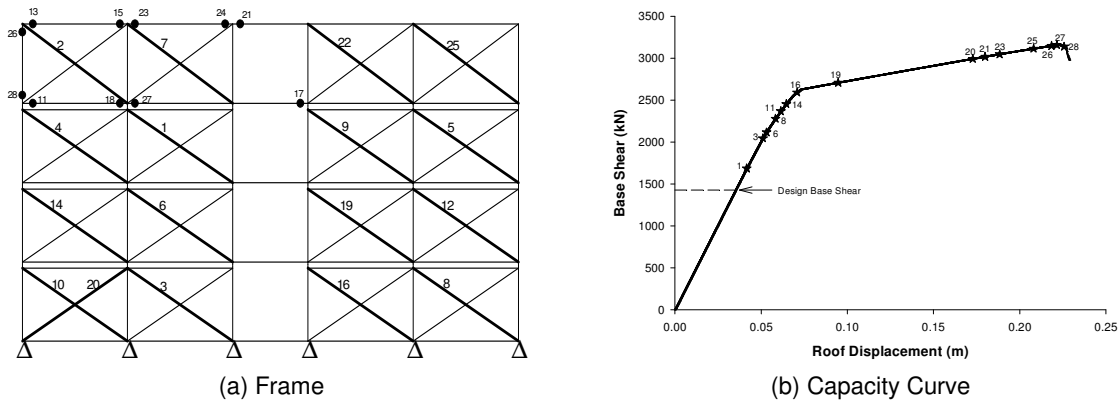 13 15 23 24 21
26 2 7 22 25
28 11 18 27 17
4 1 9 5
14 6 19 12
10 20 3 16 8
Δ Δ Δ Δ Δ
(a) Frame
3500
3000
2500
2000
1500
1000
500
0
Base Shear (kN)
1
3
6
8
11
14
16
19
20
21
23
25
26
27
28
Design Base Shear
0.00 0.05 0.10 0.15 0.20 0.25
Roof Displacement (m)
(b) Capacity Curve